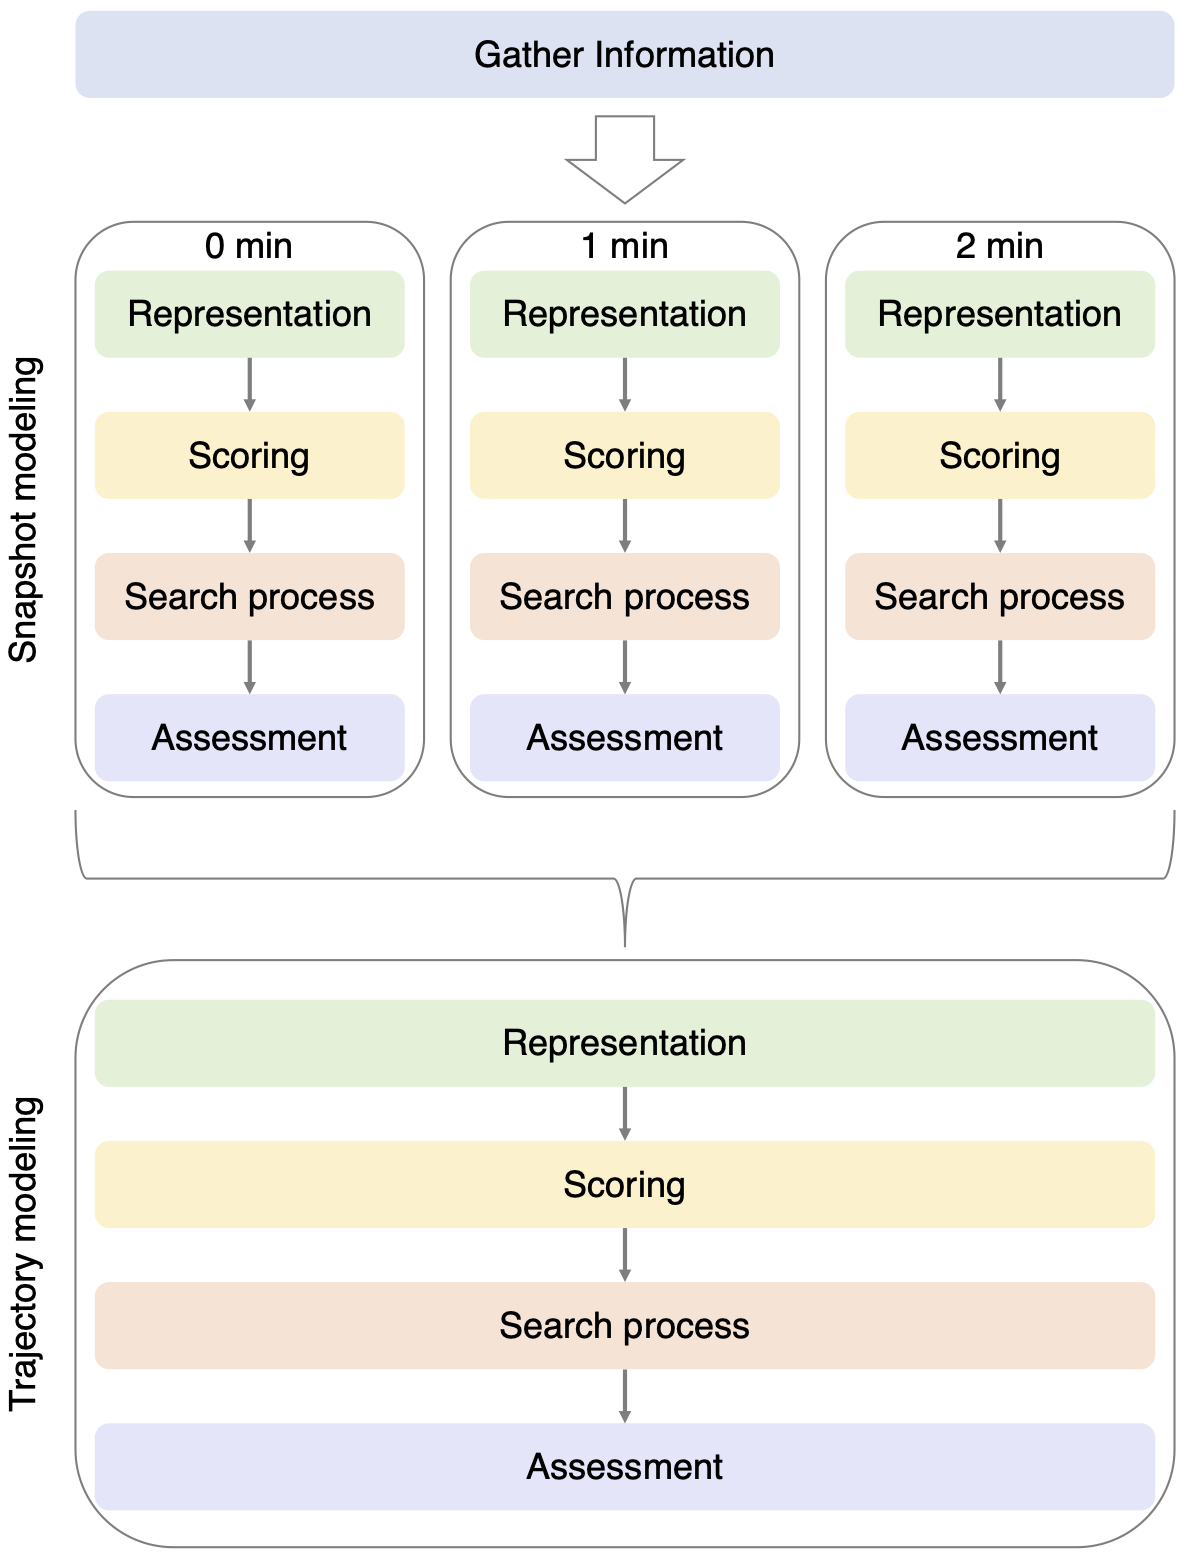 Gather Information
Snapshot modeling
0 min
Representation
Scoring
Search process
Assessment
1 min
Representation
Scoring
Search process
Assessment
2 min
Representation
Scoring
Search process
Assessment
Trajectory modeling
Representation
Scoring
Search process
Assessment